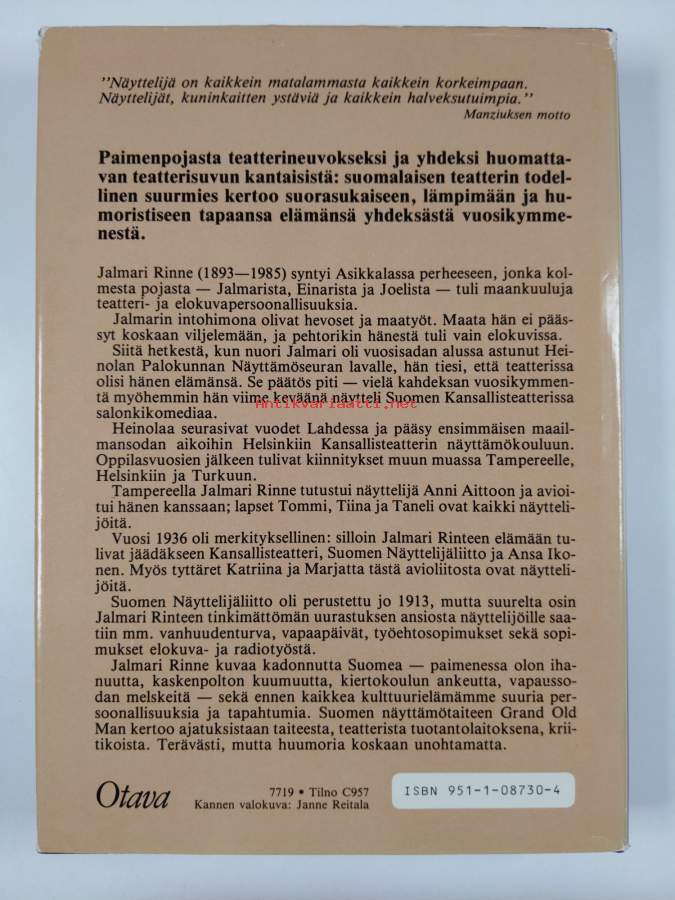 "Näyttelijä on kaikkein matalammasta kaikkein korkeimpaan.
Näyttelijät, kuninkaitten ystäviä ja kaikkein halveksutuimpia."
Manziuksen motto
Paimenpojasta teatterineuvokseksi ja yhdeksi huomatta-
van teatterisuvun kantaisistä: suomalaisen teatterin todel-
linen suurmies kertoo suorasukaiseen, lämpimään ja hu-
moristiseen tapaansa elämänsä yhdeksästä vuosikymme-
nestä.
Jalmari Rinne (1893—1985) syntyi Asikkalassa perheeseen, jonka kol-
mesta pojasta — Jalmarista, Einarista ja Joelista — tuli maankuuluja
teatteri- ja elokuvapersoonallisuuksia.
Jalmarin intohimona olivat hevoset ja maatyöt. Maata hän ei pääs-
syt koskaan viljelemään, ja pehtorikin hänestä tuli vain elokuvissa.
Siitä hetkestä, kun nuori Jalmari oli vuosisadan alussa astunut Hei-
nolan Palokunnan Näyttämöseuran lavalle, hän tiesi, että teatterissa
olisi hänen elämänsä. Se päätös piti — vielä kahdeksan vuosikymmen-
tä myöhemmin hän viime keväänä näytteli Suomen Kansallisteatterissa
salonkikomediaa.
antikvariaatti.net
Heinolaa seurasivat vuodet Lahdessa ja pääsy ensimmäisen maail-
mansodan aikoihin Helsinkiin Kansallisteatterin näyttämökouluun.
Oppilasvuosien jälkeen tulivat kiinnitykset muun muassa Tampereelle,
Helsinkiin ja Turkuun.
Tampereella Jalmari Rinne tutustui näyttelijä Anni Aittoon ja avioi-
tui hänen kanssaan; lapset Tommi, Tiina ja Taneli ovat kaikki näytteli-
jöitä.
Vuosi 1936 oli merkityksellinen: silloin Jalmari Rinteen elämään tu-
livat jäädäkseen Kansallisteatteri, Suomen Näyttelijäliitto ja Ansa Iko-
nen. Myös tyttäret Katriina ja Marjatta tästä avioliitosta ovat näytteli-
jöitä.
Suomen Näyttelijäliitto oli perustettu jo 1913, mutta suurelta osin
Jalmari Rinteen tinkimättömän uurastuksen ansiosta näyttelijöille saa-
tiin mm. vanhuudenturva, vapaapäivät, työehtosopimukset sekä sopi-
mukset elokuva- ja radiotyöstä.
Jalmari Rinne kuvaa kadonnutta Suomea — paimenessa olon iha-
nuutta, kaskenpolton kuumuutta, kiertokoulun ankeutta, vapausso-
dan melskeitä — sekä ennen kaikkea kulttuurielämämme suuria per-
soonallisuuksia ja tapahtumia. Suomen näyttämötaiteen Grand Old
Man kertoo ajatuksistaan taiteesta, teatterista tuotantolaitoksena, krii-
tikoista. Terävästi, mutta huumoria koskaan unohtamatta.
Otava
7719 • Tilno C957
Kannen valokuva: Janne Reitala
ISBN 951-1-08730-4